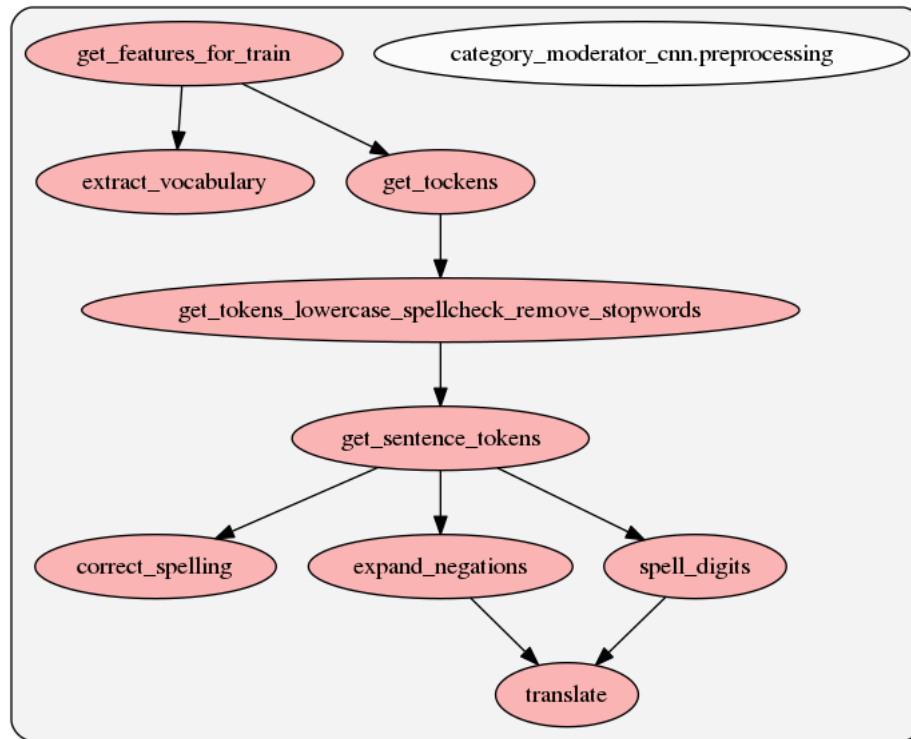 get_features_for_train
category_moderator_cnn.preprocessing
extract_vocabulary
get_tockens
get_tokens_lowercase_spellcheck_remove_stopwords
get_sentence_tokens
correct_spelling
expand_negations
spell_digits
translate